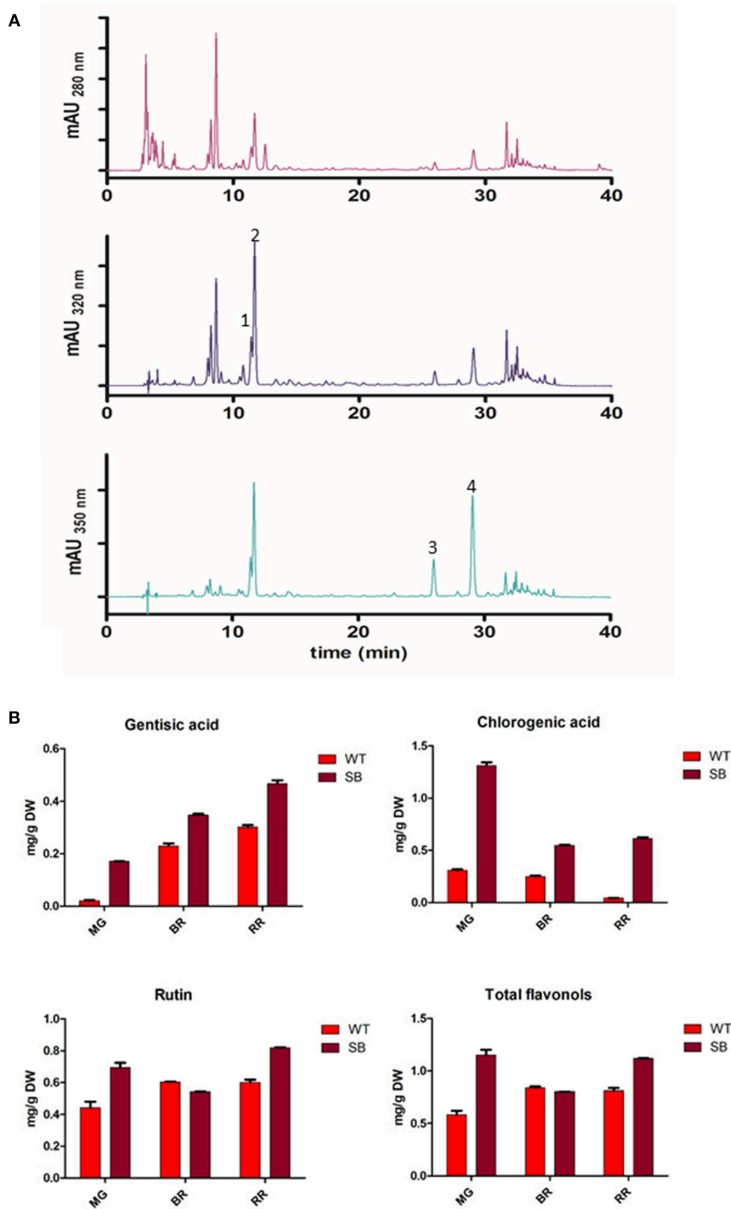 A
mAU 280 nm
0 10 20 30 40
time (min)
mAU 320 nm
1
2
0 10 20 30 40
mAU 350 nm
3
4
0 10 20 30 40
time (min)
B
Gentisic acid
mg/g DW
0.6
0.4
0.2
0.0
MG BR RR
WT
SB
Chlorogenic acid
mg/g DW
1.5
1.0
0.5
0.0
MG BR RR
WT
SB
Rutin
mg/g DW
1.0
0.8
0.6
0.4
0.2
0.0
MG BR RR
WT
SB
Total flavonols
mg/g DW
1.5
1.0
0.5
0.0
MG BR RR
WT
SB